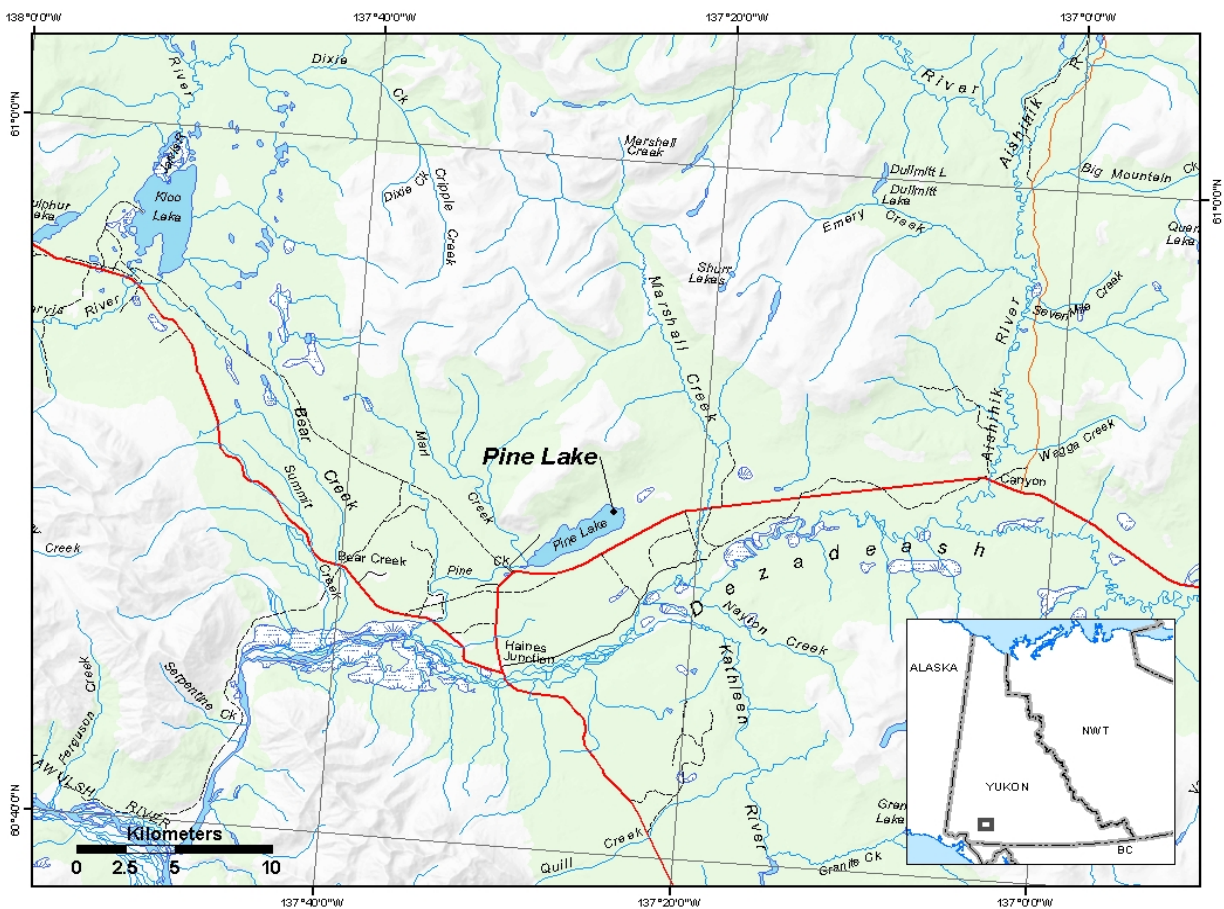 138°0'0"W
137°40'0"W
137°20'0"W
137°0'0"W
61°0'0"N
61°0'0"N
60°40'0"N
River
Dixie
Ck
River
Aishihik
R
Marshall
Creek
Kloo
Lake
Dixie Ck
Cripple
Creek
Dullmitt L
Dullmitt
Lake
Big Mountain
Ck
Emery
Creek
Lake
Shurr
Lakes
River
Marshall
Creek
River
Seven Mile Creek
Bear
Creek
Marl
Creek
Summit
Creek
Pine Lake
Aishihik
Wagga Creek
Canyon
Pine Lake
Creek
Bear Creek
Pine
Ck
Dezadeash
Nayton
Creek
Haines
Junction
Kathleen
River
Serpentine
Ck
Ferguson
Creek
RIVER
Quill
Creek
Granite Ck
Lake
Kilometers
0 2.5 5 10
ALASKA
YUKON
NWT
BC
137°40'0"W
137°20'0"W
137°0'0"W